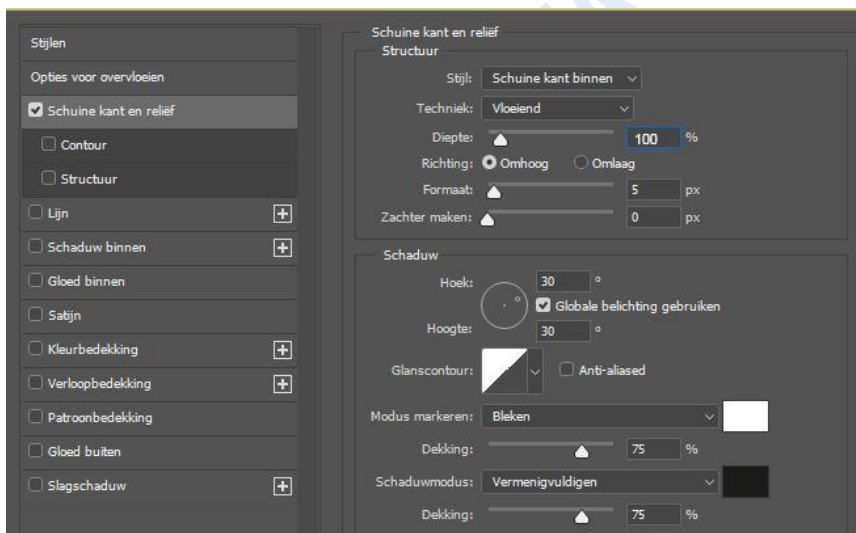 Stijlen
Opties voor overvloeien
Schuine kant en reliëf
Contour
Structuur
Lijn
Schaduw binnen
Gloed binnen
Satijn
Kleurbedekking
Verloopbedekking
Patroonbedekking
Gloed buiten
Slagschaduw
Schuine kant en reliëf
Structuur
Stijl: Schuine kant binnen
Techniek: Vloeiend
Diepte: 100 %
Richting: Omhoog Omlaag
Formaat: 5 px
Zachter maken: 0 px
Schaduw
Hoek: 30 °
Globale belichting gebruiken
Hoogte: 30 °
Glanscontour: Anti-aliased
Modus markeren: Bleken
Dekking: 75 %
Schaduwmodus: Vermenigvuldigen
Dekking: 75 %